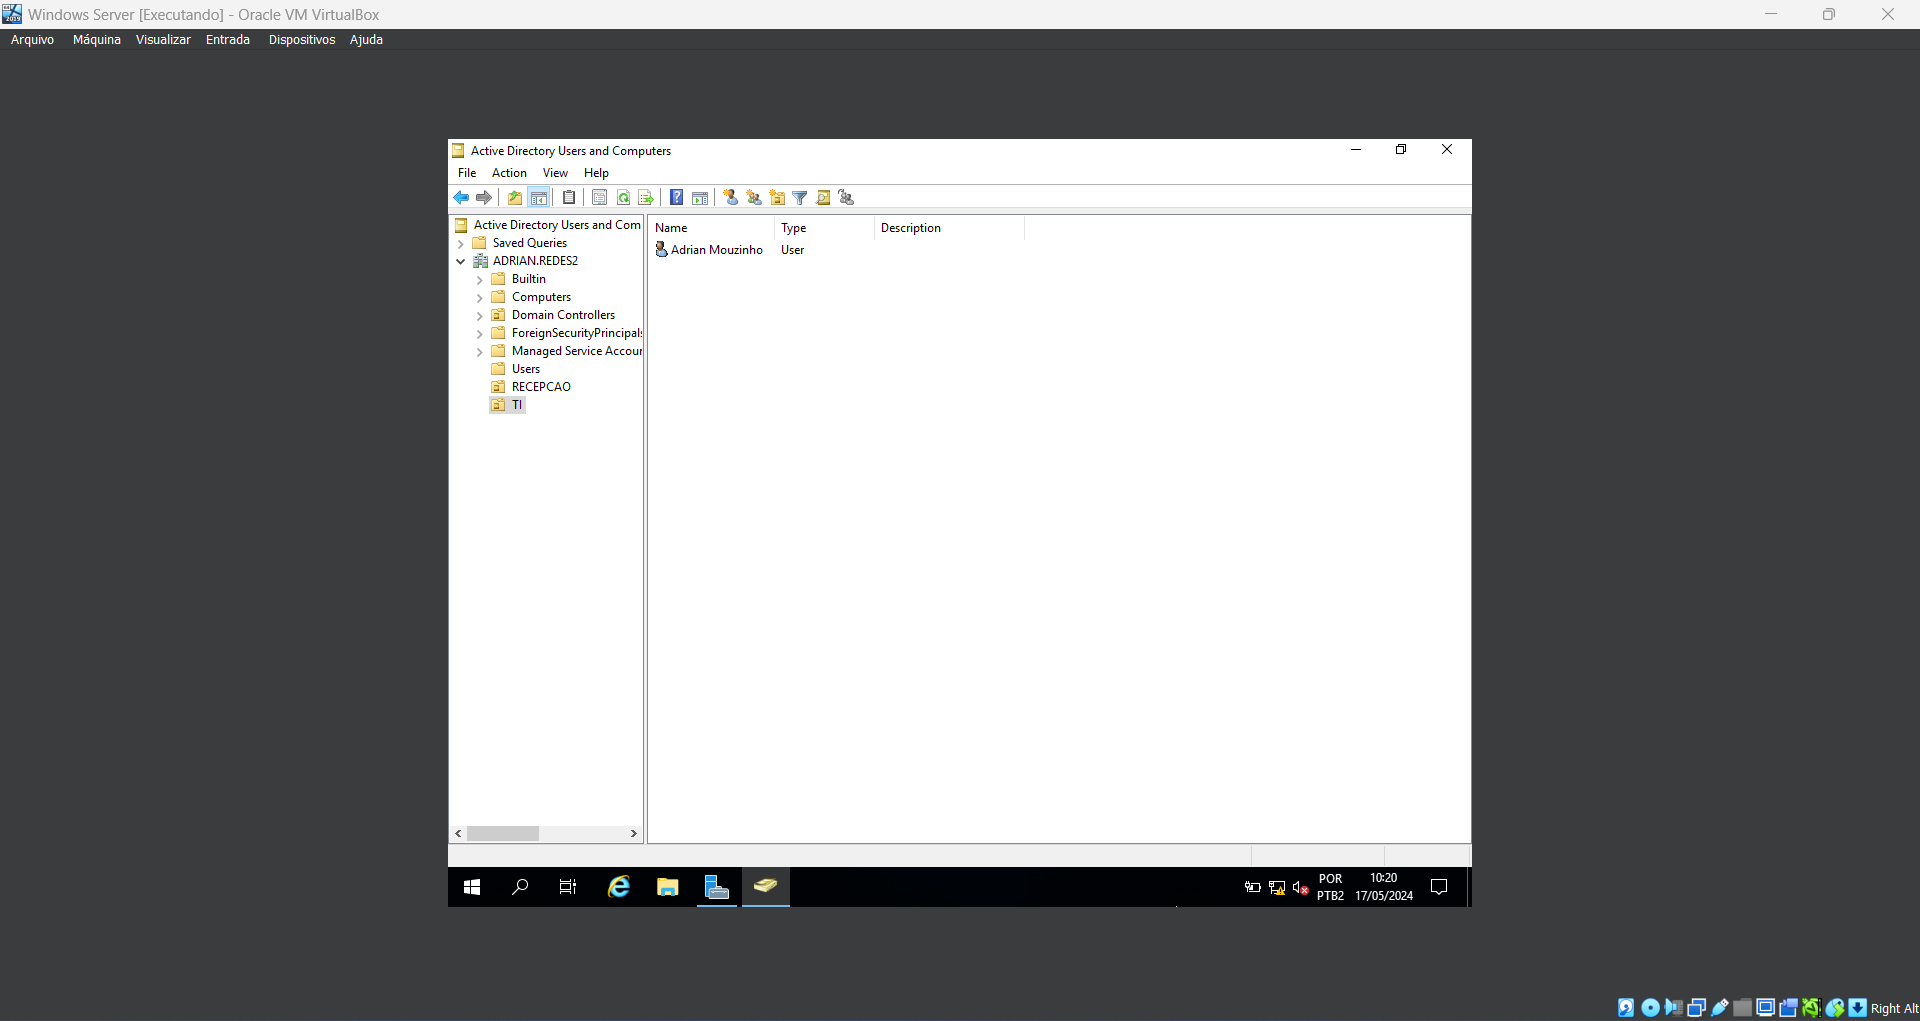 Windows Server [Executando] - Oracle VM VirtualBox
Arquivo Máquina Visualizar Entrada Dispositivos Ajuda
Active Directory Users and Computers
File Action View Help
Active Directory Users and Com
Saved Queries
ADRIAN.REDES2
Builtin
Computers
Domain Controllers
ForeignSecurityPrincipals
Managed Service Accour
Users
RECEPCAO
TI
Name Type Description
Adrian Mouzinho User
POR 10:20
PTB2 17/05/2024
Right Alt